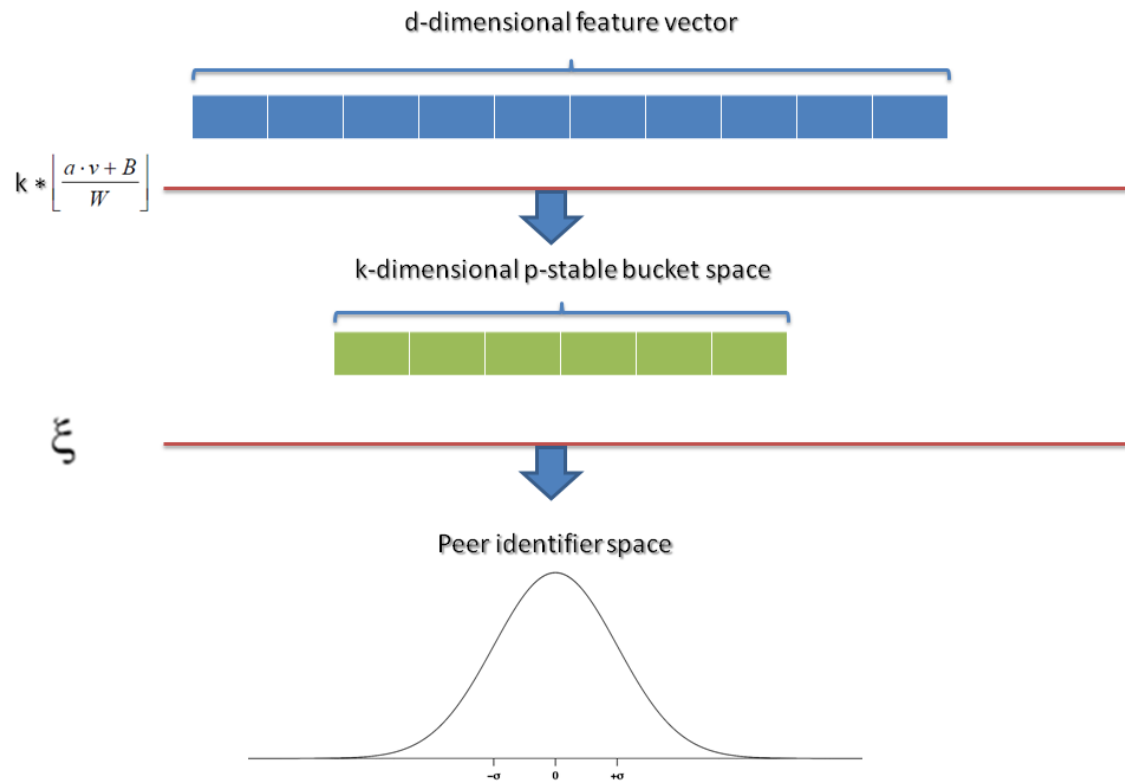 d-dimensional feature vector
k * ⌊ a · v + B / W ⌋
k-dimensional p-stable bucket space
ξ
Peer identifier space
-σ 0 +σ